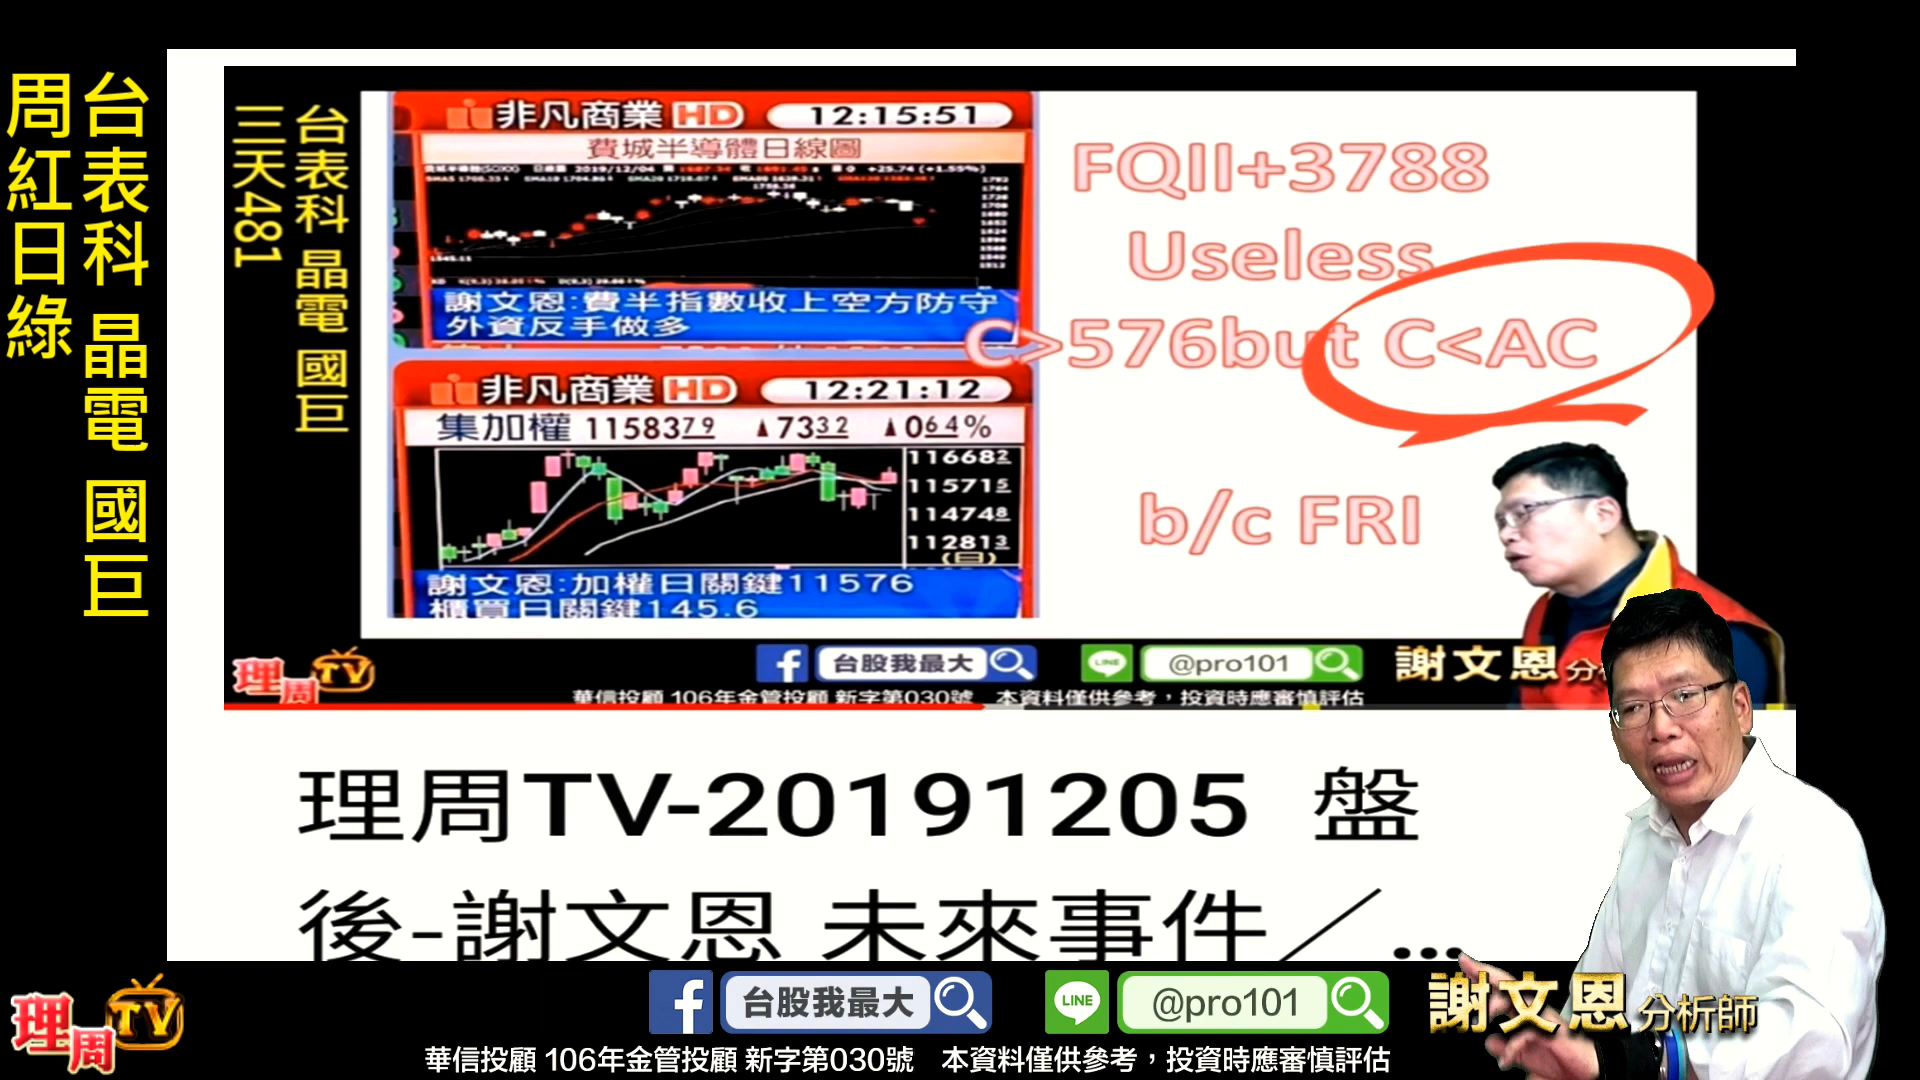 台表科 晶電 國巨
周紅日綠
台表科 晶電 國巨
三天481
非凡商業HD 12:15:51
費城半導體日線圖
2019/12/04
+25.74 (+1.55%)
謝文恩:費半指數收上空方防守
外資反手做多
非凡商業HD 12:21:12
集加權 11583.79 ▲73.32 ▲0.64%
11668.2
11571.5
11474.8
11281.3
(日)
謝文恩:加權日關鍵11576
櫃買日關鍵145.6
FQII+3788
Useless
C>576but C<AC
b/c FRI
理周TV
台股我最大
LINE
@pro101
謝文恩
華信投顧 106年金管投顧 新字第030號 本資料僅供參考，投資時應審慎評估
理周TV-20191205 盤
後-謝文恩 未來事件／...
理周TV
台股我最大
LINE
@pro101
謝文恩 分析師
華信投顧 106年金管投顧 新字第030號 本資料僅供參考，投資時應審慎評估